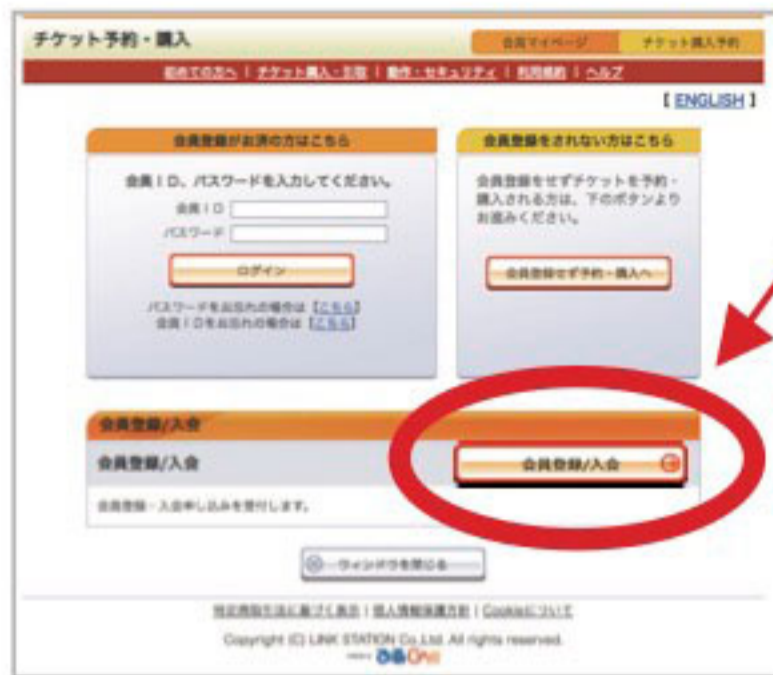 チケット予約・購入
会員マイページ チケット購入予約
初めての方へ | チケット購入・引取 | 動作・セキュリティ | 利用規約 | ヘルプ
[ ENGLISH ]
会員登録がお済の方はこちら
会員ID、パスワードを入力してください。
会員ID
パスワード
ログイン
パスワードをお忘れの場合は【こちら】
会員IDをお忘れの場合は【こちら】
会員登録をされない方はこちら
会員登録をせずチケットを予約・
購入される方は、下のボタンより
お進みください。
会員登録せず予約・購入へ
会員登録/入会
会員登録/入会
会員登録/入会
会員登録・入会申し込みを受付します。
ウィンドウを閉じる
特定商取引法に基づく表示 | 個人情報保護方針 | Cookieについて
Copyright (C) LINK STATION Co,Ltd. All rights reserved.